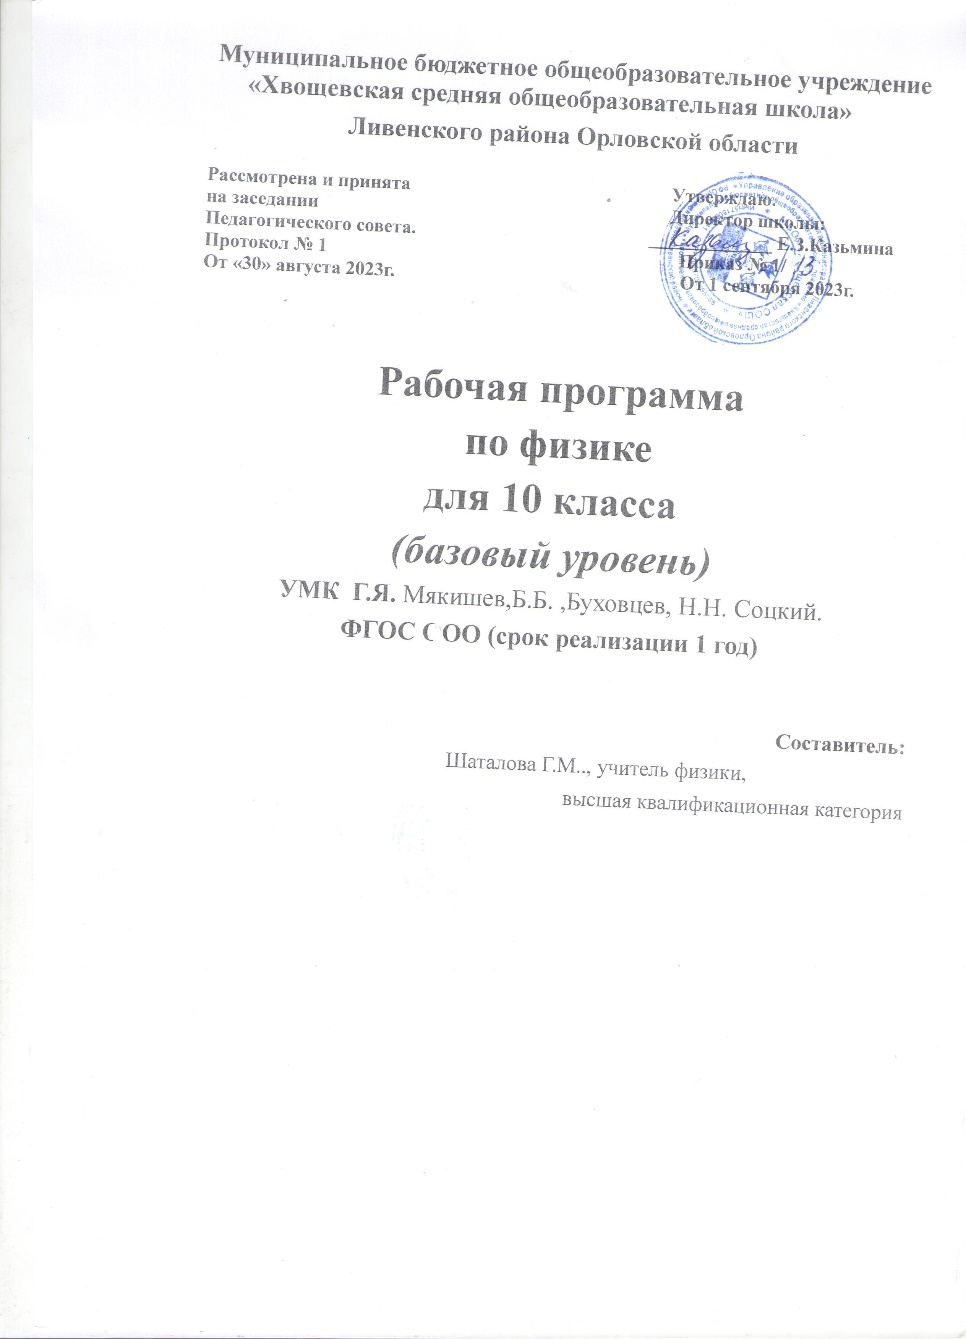 Муниципальное бюджетное общеобразовательное учреждение
«Хвощевская средняя общеобразовательная школа»
Ливенского района Орловской области
Рассмотрена и принята
на заседании
Педагогического совета.
Протокол № 1
От «30» августа 2023г.
Утверждаю:
Директор школы:
Е.З.Казьмина
Приказ №
От 1 сентября 2023г.
Рабочая программа
по физике
для 10 класса
(базовый уровень)
УМК Г.Я. Мякишев,Б.Б. ,Буховцев, Н.Н. Соцкий.
ФГОС СОО (срок реализации 1 год)
Составитель:
Шаталова Г.М.., учитель физики,
высшая квалификационная категория